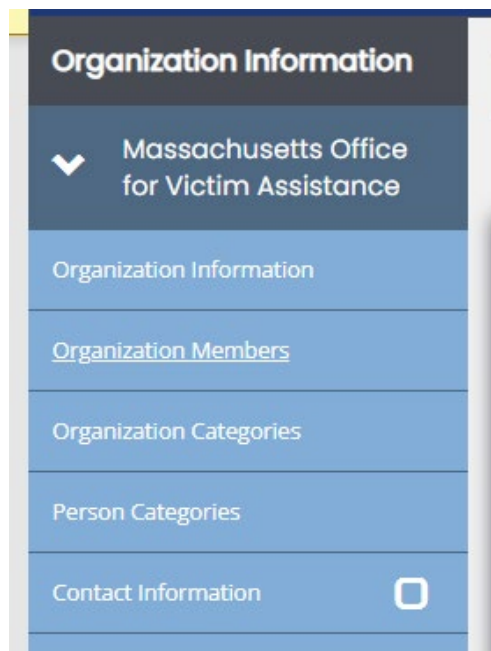 Organization Information
Massachusetts Office
for Victim Assistance
Organization Information
Organization Members
Organization Categories
Person Categories
Contact Information